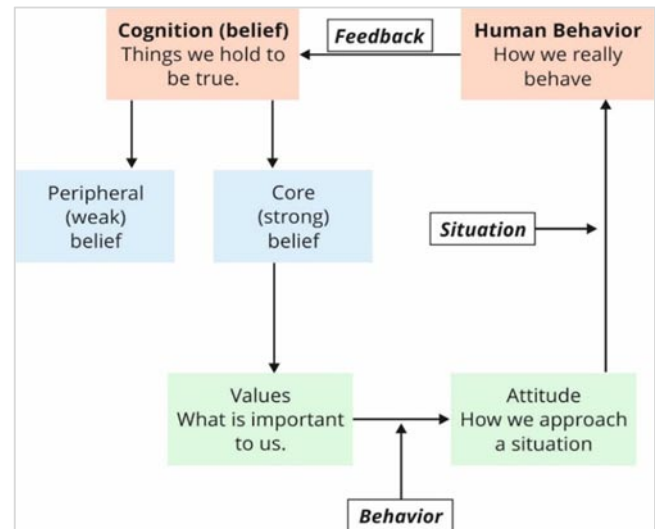 Cognition (belief)
Things we hold to
be true.
Feedback
Human Behavior
How we really
behave
Peripheral
(weak)
belief
Core
(strong)
belief
Situation
Values
What is important
to us.
Attitude
How we approach
a situation
Behavior